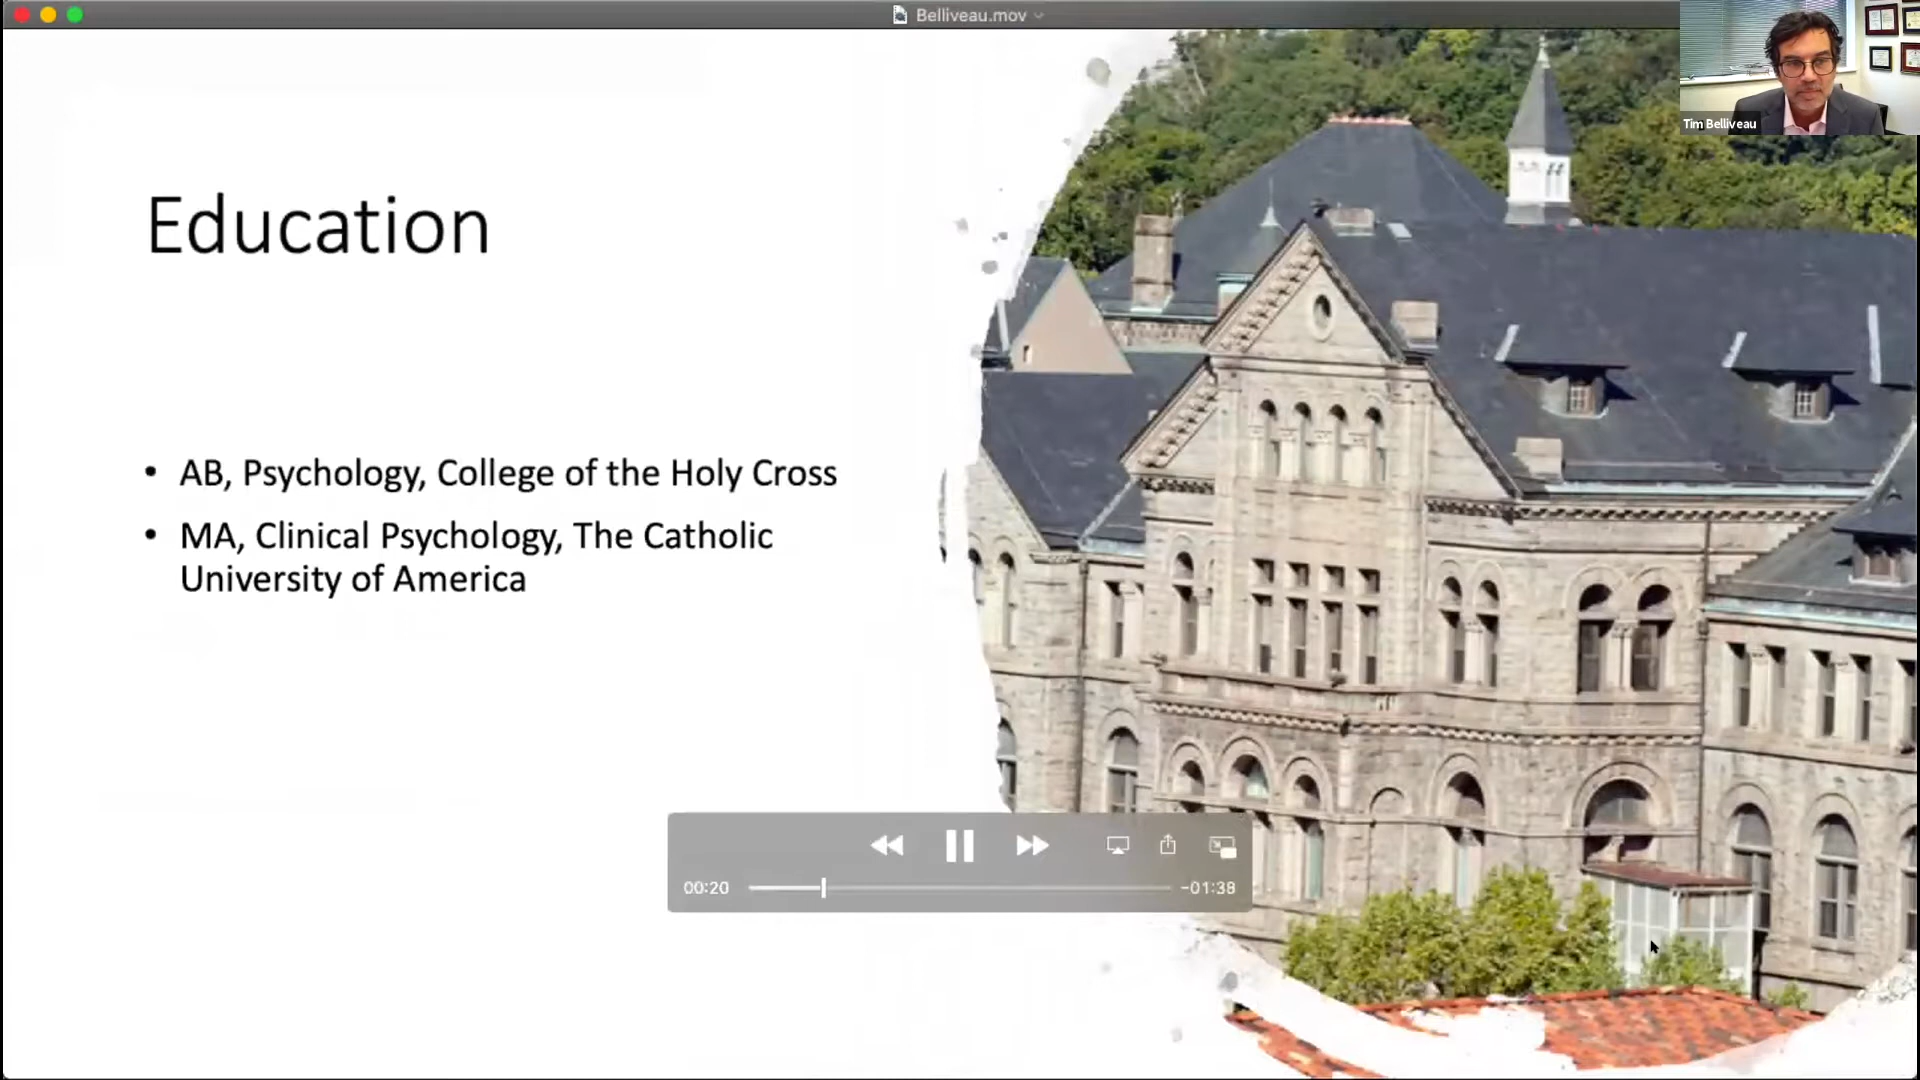 Belliveau.mov
Tim Belliveau
Education
• AB, Psychology, College of the Holy Cross
• MA, Clinical Psychology, The Catholic
University of America
00:20
-01:38